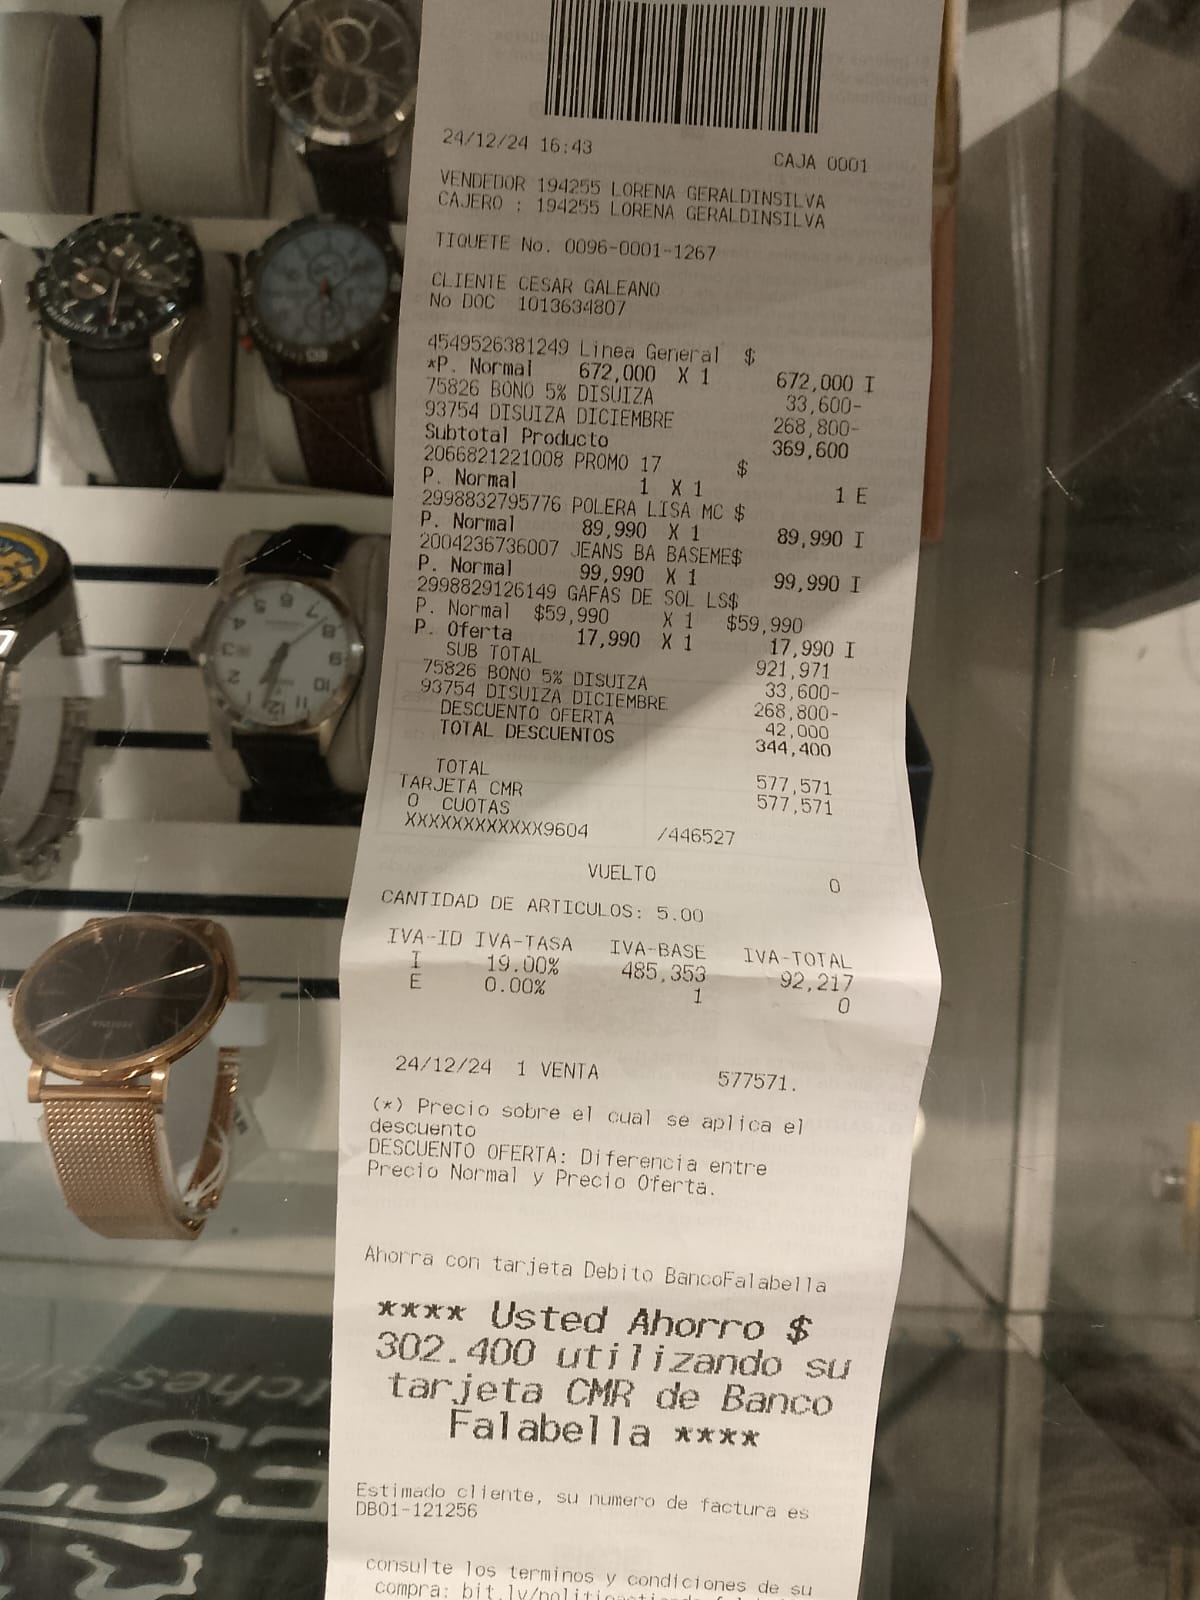 24/12/24 16:43 CAJA 0001
VENDEDOR 194255 LORENA GERALDINSILVA
CAJERO : 194255 LORENA GERALDINSILVA
TIQUETE No. 0096-0001-1267
CLIENTE CESAR GALEANO
No DOC 1013634807
4549526381249 Linea General $
*P. Normal 672,000 X 1 672,000 I
75826 BONO 5% DISUIZA 33,600-
93754 DISUIZA DICIEMBRE 268,800-
Subtotal Producto 369,600
2066821221008 PROMO 17 $
P. Normal 1 X 1 1 E
2998832795776 POLERA LISA MC $
P. Normal 89,990 X 1 89,990 I
2004236736007 JEANS BA BASEME$
P. Normal 99,990 X 1 99,990 I
2998829126149 GAFAS DE SOL LS$
P. Normal $59,990 X 1 $59,990
P. Oferta 17,990 X 1 17,990 I
SUB TOTAL 921,971
75826 BONO 5% DISUIZA 33,600-
93754 DISUIZA DICIEMBRE 268,800-
DESCUENTO OFERTA 42,000
TOTAL DESCUENTOS 344,400
TOTAL 577,571
TARJETA CMR 577,571
0 CUOTAS
XXXXXXXXXXXX9604 /446527
VUELTO 0
CANTIDAD DE ARTICULOS: 5.00
IVA-ID IVA-TASA IVA-BASE IVA-TOTAL
I 19.00% 485,353 92,217
E 0.00% 1 0
24/12/24 1 VENTA 577571.
(*) Precio sobre el cual se aplica el
descuento
DESCUENTO OFERTA: Diferencia entre
Precio Normal y Precio Oferta.
Ahorra con tarjeta Debito BancoFalabella
**** Usted Ahorro $
302.400 utilizando su
tarjeta CMR de Banco
Falabella ****
Estimado cliente, su numero de factura es
DB01-121256
consulte los terminos y condiciones de su
compra: